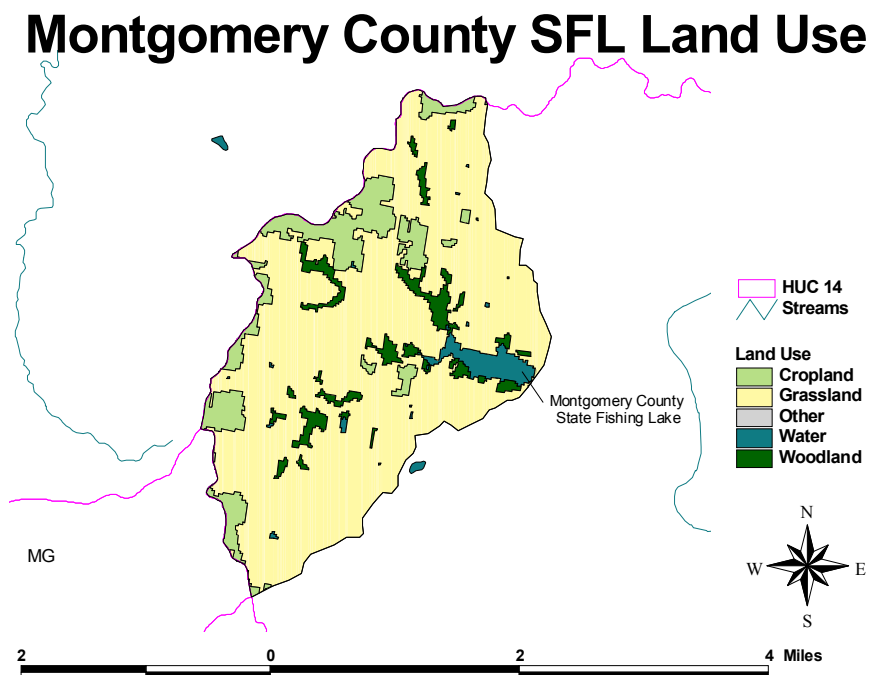 Montgomery County SFL Land Use
HUC 14
Streams
Land Use
Cropland
Grassland
Other
Water
Woodland
Montgomery County
State Fishing Lake
MG
N
W E
S
2 0 2 4 Miles